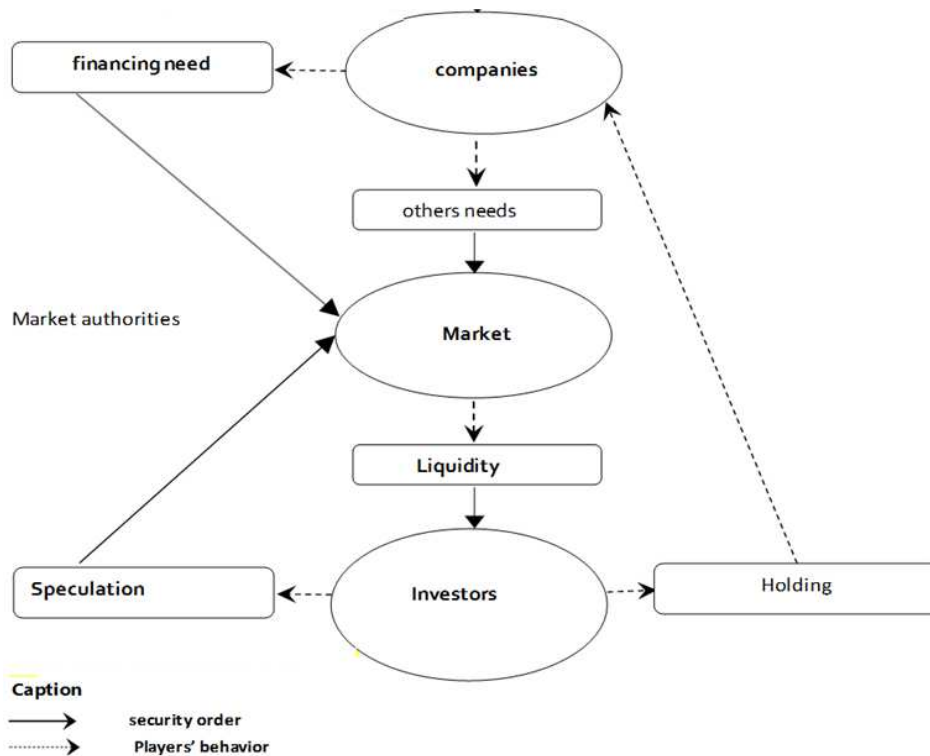 financing need
companies
others needs
Market authorities
Market
Liquidity
Speculation
Investors
Holding
Caption
security order
Players' behavior